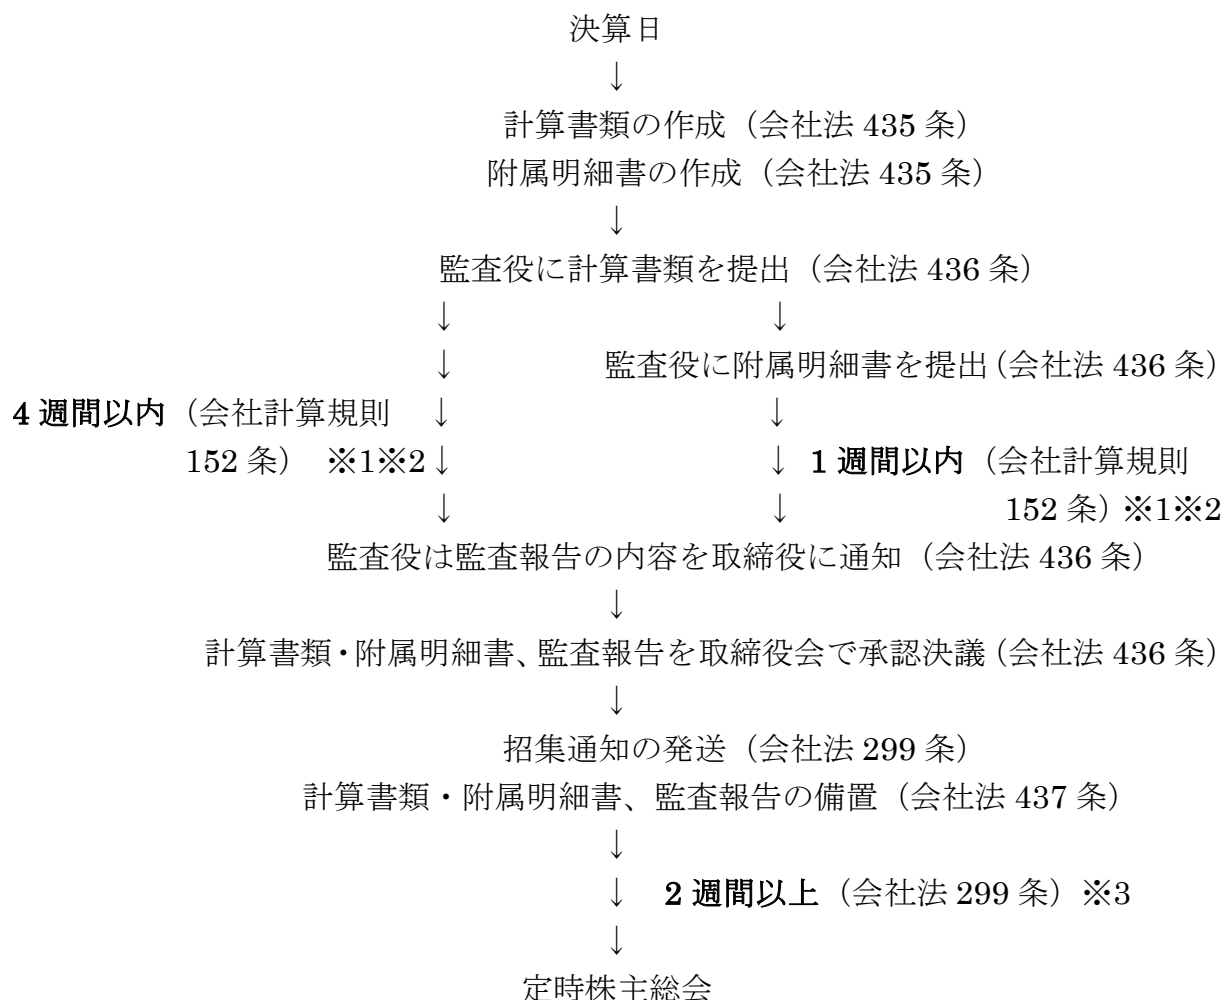 決算日
↓
計算書類の作成（会社法 435 条）
附属明細書の作成（会社法 435 条）
↓
監査役に計算書類を提出（会社法 436 条）
↓ ↓
↓ 監査役に附属明細書を提出（会社法 436 条）
4 週間以内（会社計算規則 ↓ ↓
152 条） ※1※2 ↓ ↓ 1 週間以内（会社計算規則
↓ ↓ 152 条）※1※2
監査役は監査報告の内容を取締役に通知（会社法 436 条）
↓
計算書類・附属明細書、監査報告を取締役会で承認決議（会社法 436 条）
↓
招集通知の発送（会社法 299 条）
計算書類・附属明細書、監査報告の備置（会社法 437 条）
↓
↓ 2 週間以上（会社法 299 条）※3
↓
定時株主総会